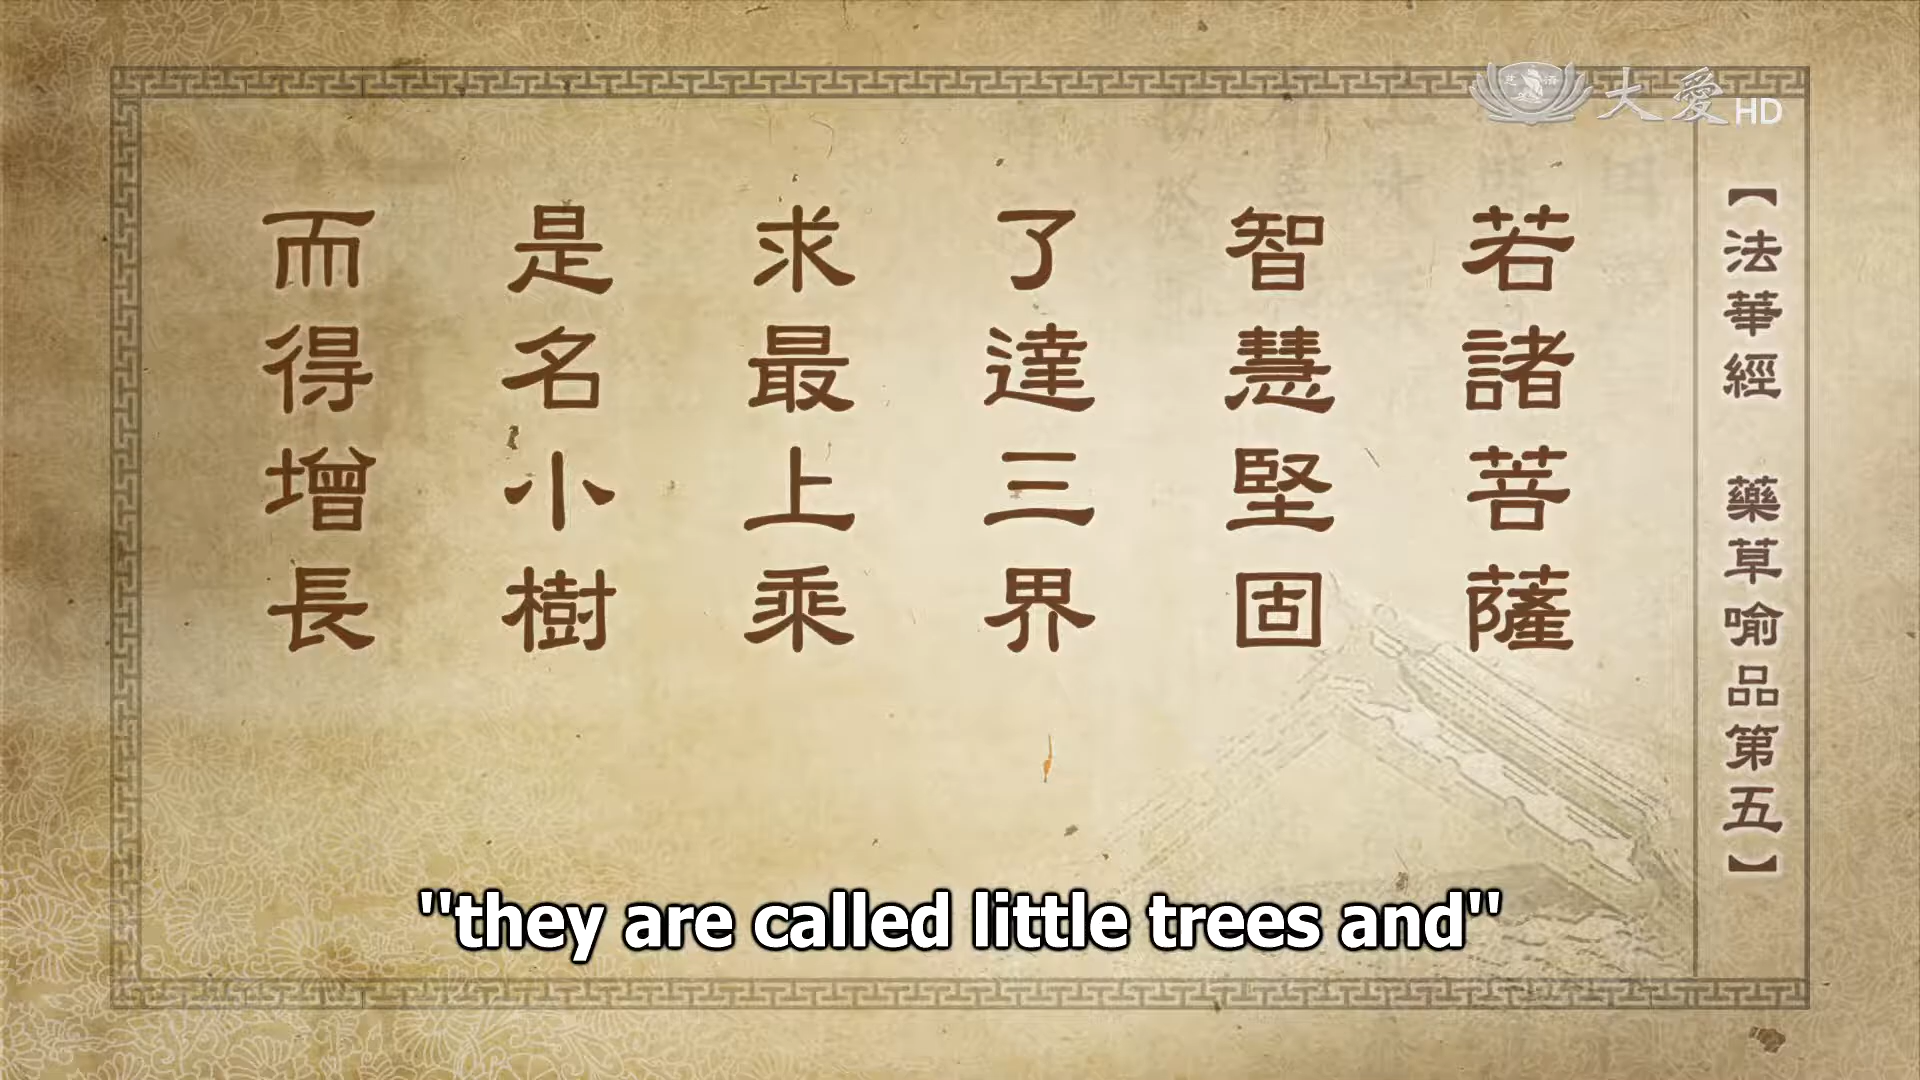 【法華經 藥草喻品第五】
若諸菩薩
智慧堅固
了達三界
求最上乘
是名小樹
而得增長
大愛HD
"they are called little trees and"